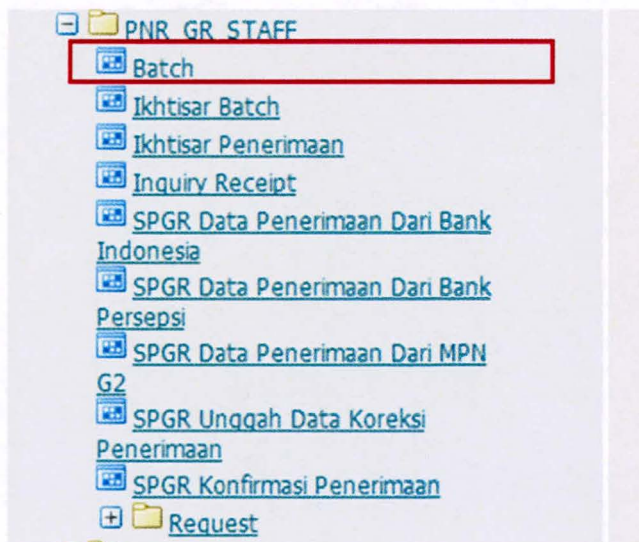 PNR_GR_STAFF
Batch
Ikhtisar Batch
Ikhtisar Penerimaan
Inquiry Receipt
SPGR Data Penerimaan Dari Bank
Indonesia
SPGR Data Penerimaan Dari Bank
Persepsi
SPGR Data Penerimaan Dari MPN
G2
SPGR Unggah Data Koreksi
Penerimaan
SPGR Konfirmasi Penerimaan
Request